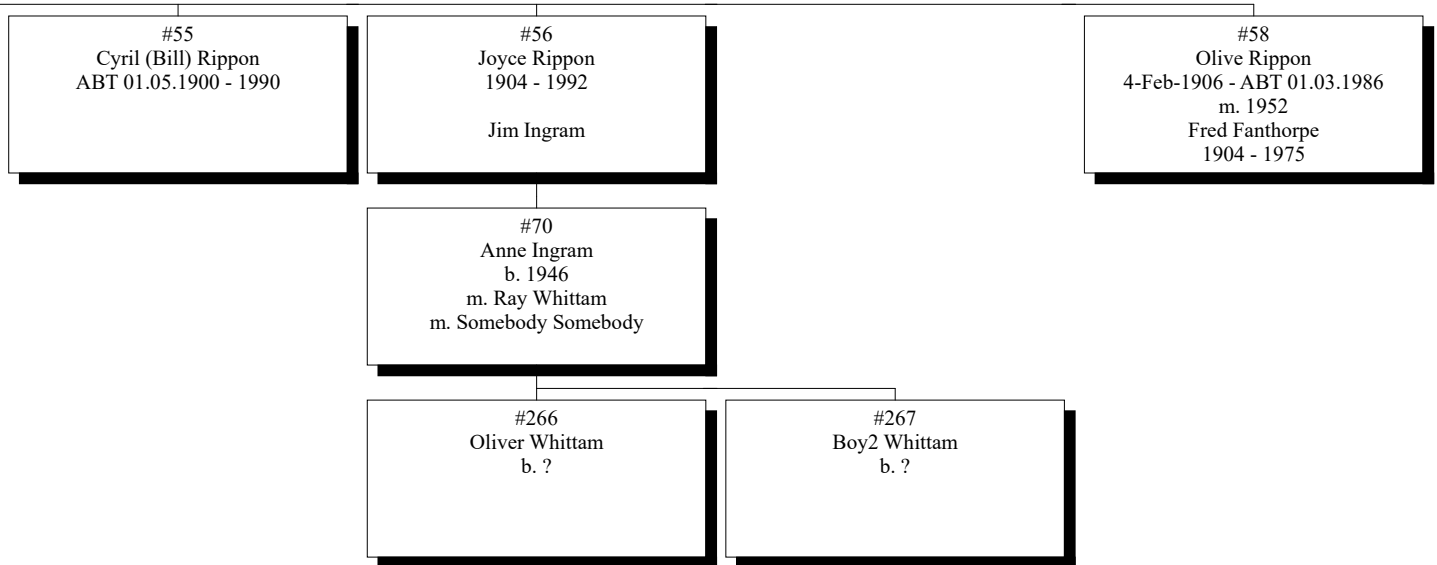 #55
Cyril (Bill) Rippon
ABT 01.05.1900 - 1990
#56
Joyce Rippon
1904 - 1992
Jim Ingram
#58
Olive Rippon
4-Feb-1906 - ABT 01.03.1986
m. 1952
Fred Fanthorpe
1904 - 1975
#70
Anne Ingram
b. 1946
m. Ray Whittam
m. Somebody Somebody
#266
Oliver Whittam
b. ?
#267
Boy2 Whittam
b. ?